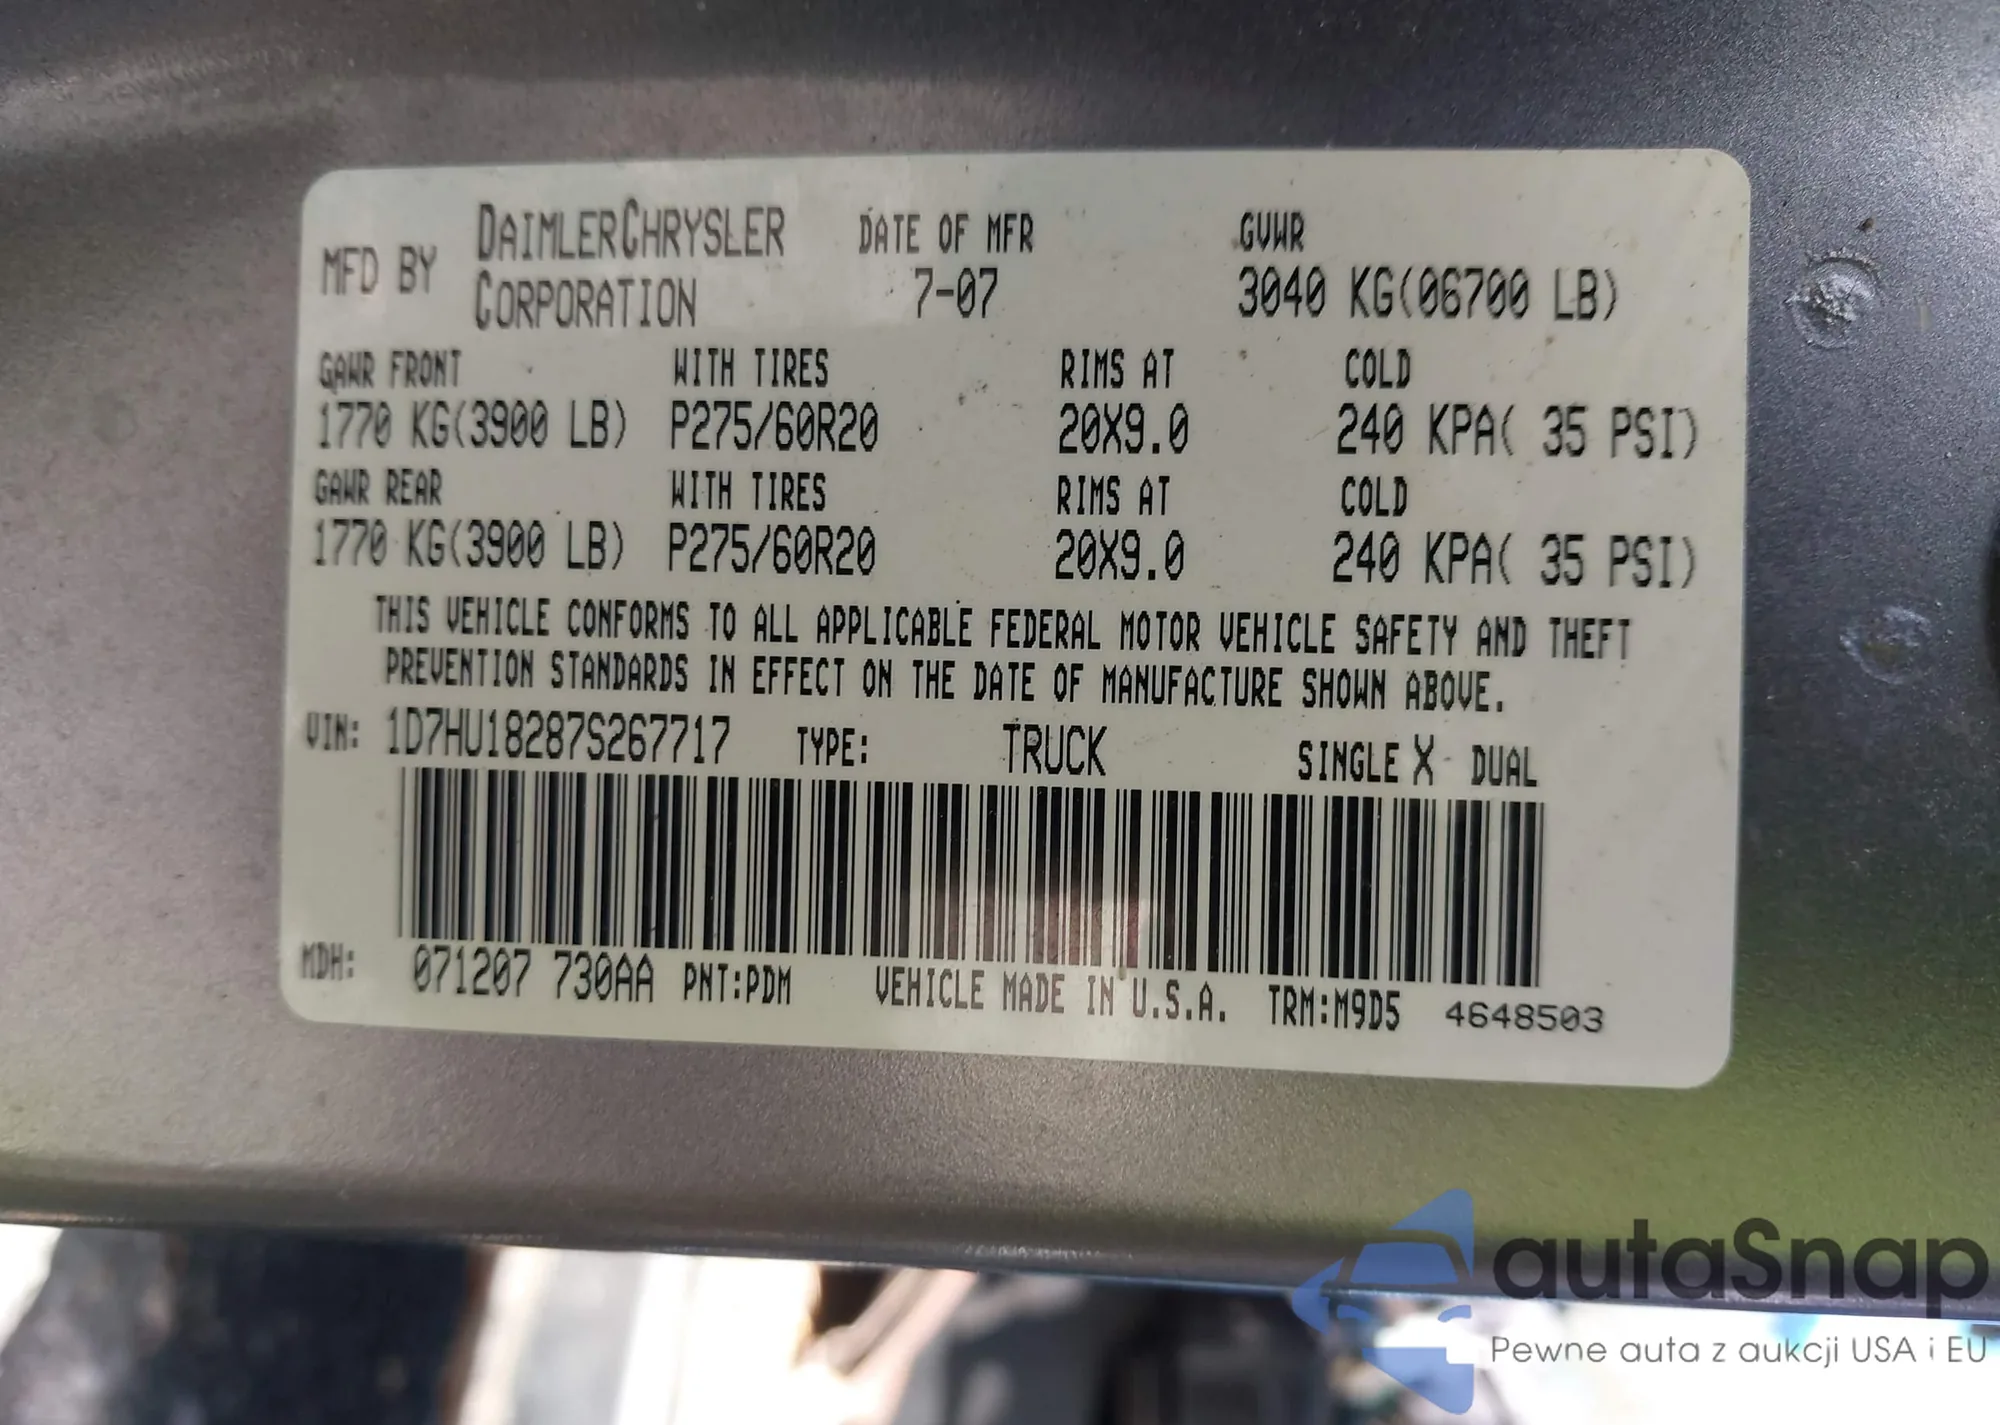 MFD BY DAIMLERCHRYSLER CORPORATION DATE OF MFR 7-07 GVWR 3040 KG(06700 LB)
GAWR FRONT WITH TIRES RIMS AT COLD
1770 KG(3900 LB) P275/60R20 20X9.0 240 KPA( 35 PSI)
GAWR REAR WITH TIRES RIMS AT COLD
1770 KG(3900 LB) P275/60R20 20X9.0 240 KPA( 35 PSI)
THIS VEHICLE CONFORMS TO ALL APPLICABLE FEDERAL MOTOR VEHICLE SAFETY AND THEFT
PREVENTION STANDARDS IN EFFECT ON THE DATE OF MANUFACTURE SHOWN ABOVE.
VIN: 1D7HU18287S267717 TYPE: TRUCK SINGLE X DUAL
MDH: 071207 730AA PNT:PDM VEHICLE MADE IN U.S.A. TRM:M9D5 4648503
autaSnap
Pewne auta z aukcji USA i EU